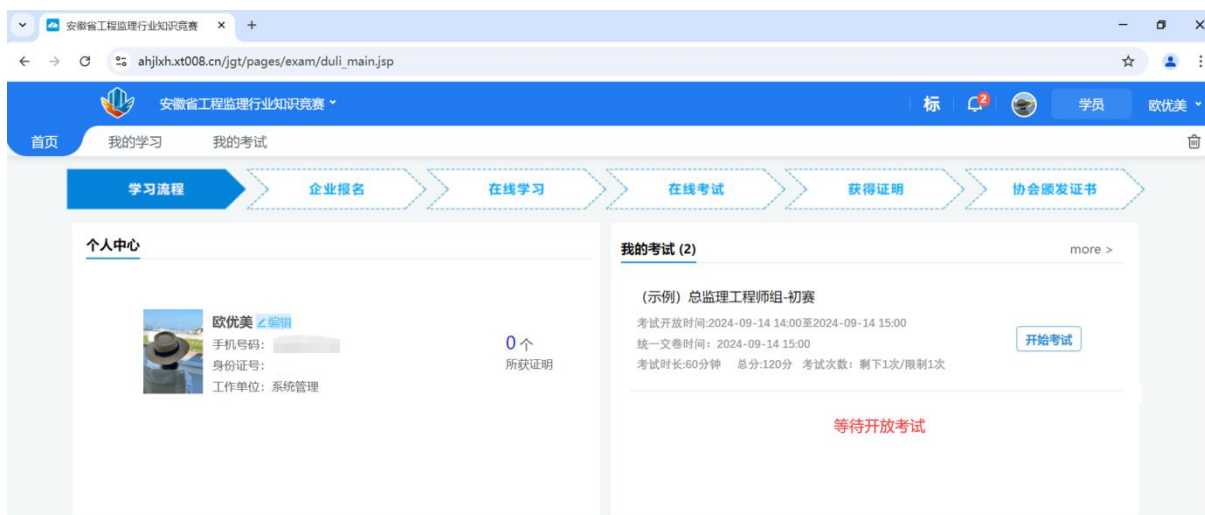 安徽省工程监理行业知识竞赛
ahjlxh.xt008.cn/jgt/pages/exam/duli_main.jsp
安徽省工程监理行业知识竞赛
标
2
学员
欧优美
首页
我的学习
我的考试
学习流程
企业报名
在线学习
在线考试
获得证明
协会颁发证书
个人中心
欧优美 编辑
手机号码：
身份证号：
工作单位：系统管理
0 个
所获证明
我的考试 (2)
more >
（示例）总监理工程师组-初赛
考试开放时间:2024-09-14 14:00至2024-09-14 15:00
统一交卷时间：2024-09-14 15:00
考试时长:60分钟 总分:120分 考试次数：剩下1次/限制1次
开始考试
等待开放考试